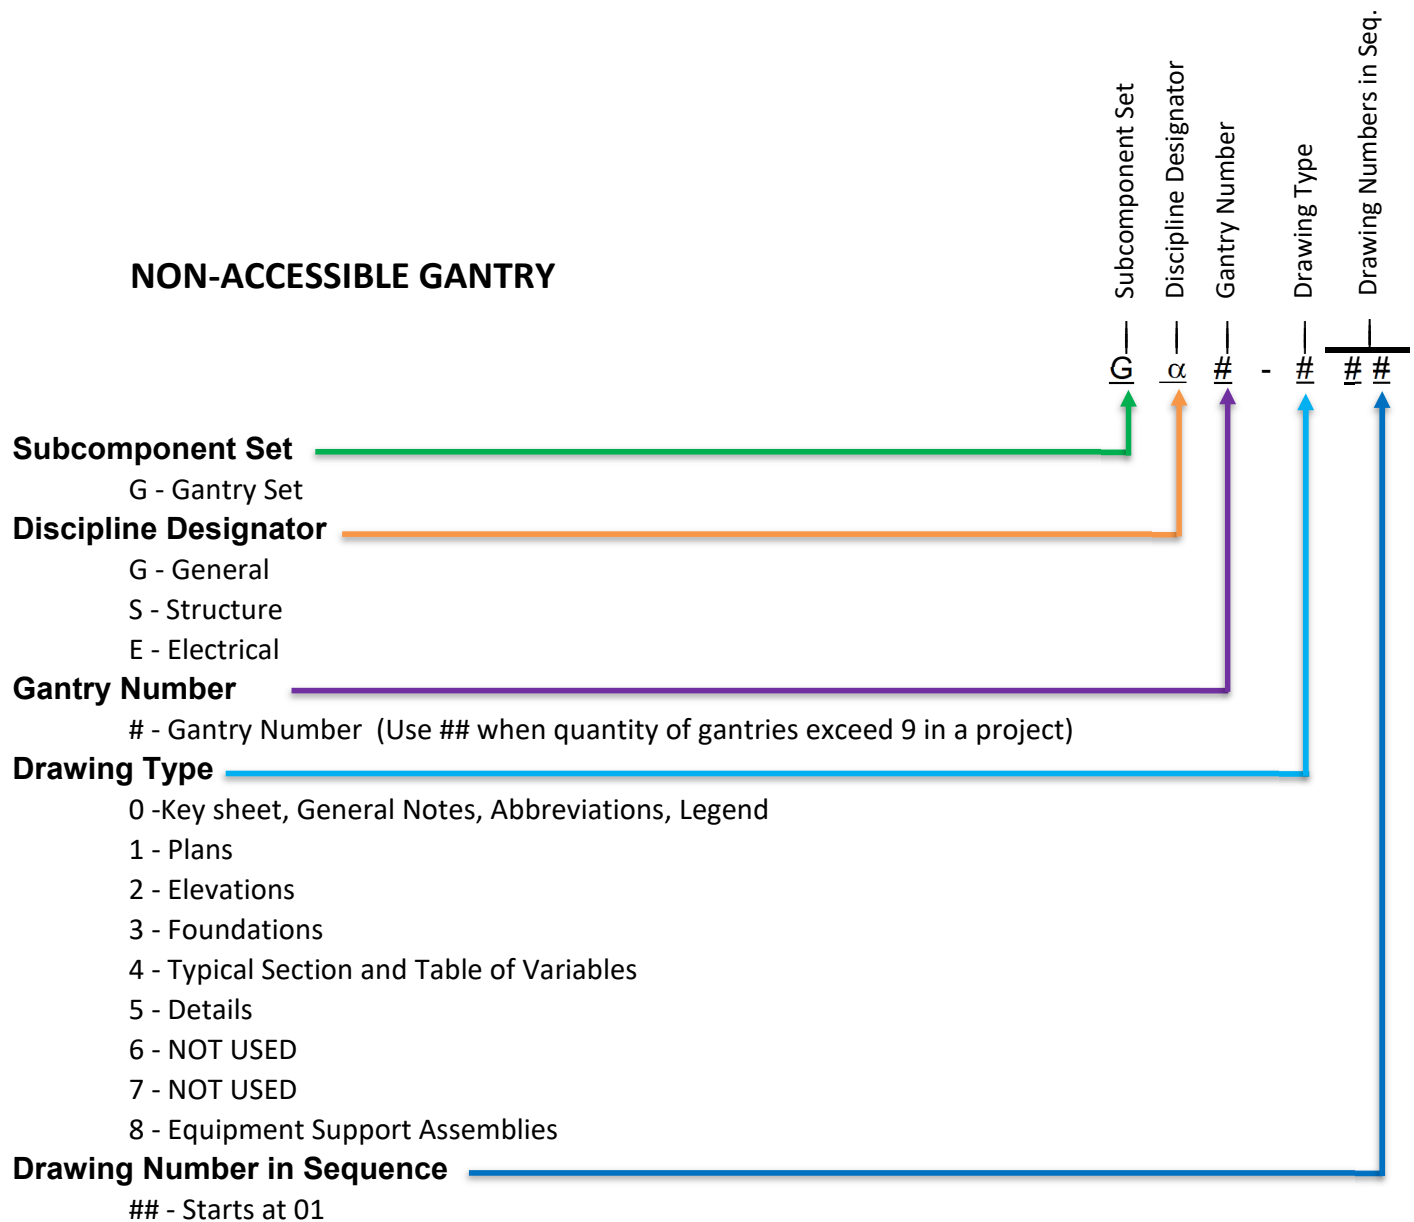 Subcomponent Set
Discipline Designator
Gantry Number
Drawing Type
Drawing Numbers in Seq.
NON-ACCESSIBLE GANTRY
G α # - # # #
Subcomponent Set
G - Gantry Set
Discipline Designator
G - General
S - Structure
E - Electrical
Gantry Number
# - Gantry Number  (Use ## when quantity of gantries exceed 9 in a project)
Drawing Type
0 -Key sheet, General Notes, Abbreviations, Legend
1 - Plans
2 - Elevations
3 - Foundations
4 - Typical Section and Table of Variables
5 - Details
6 - NOT USED
7 - NOT USED
8 - Equipment Support Assemblies
Drawing Number in Sequence
## - Starts at 01